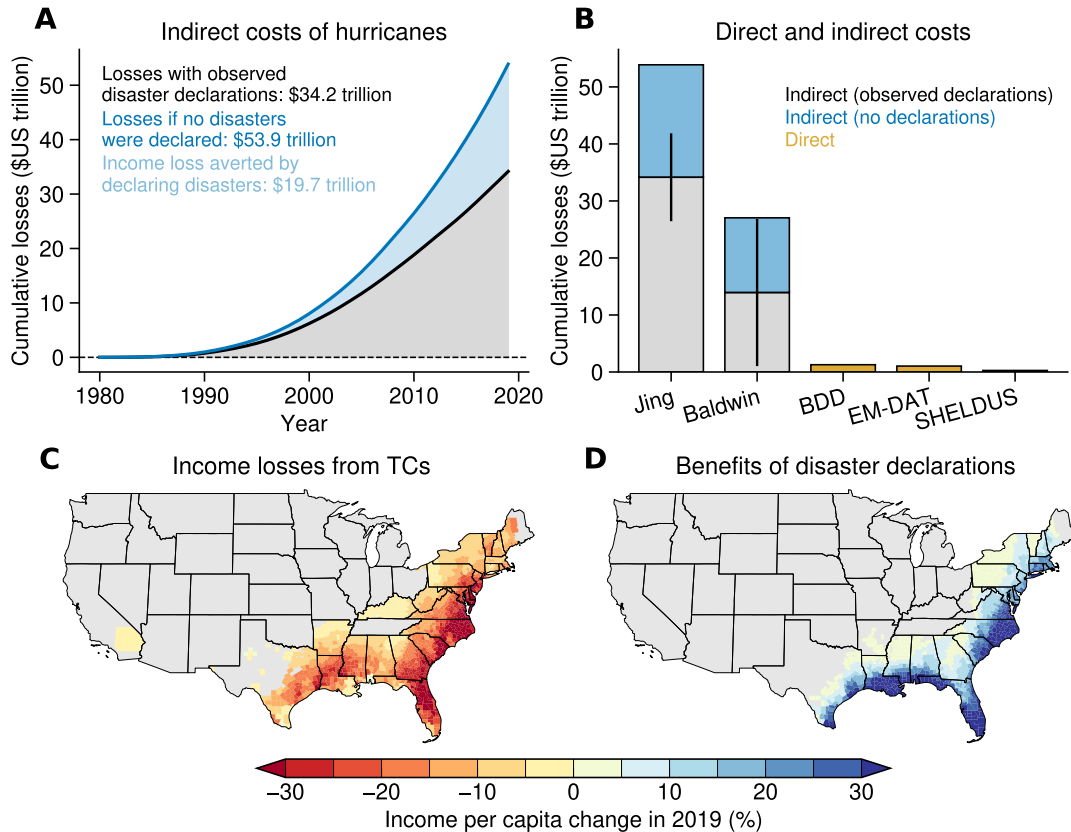 A
Indirect costs of hurricanes
Cumulative losses ($US trillion)
50
40
30
20
10
0
Losses with observed
disaster declarations: $34.2 trillion
Losses if no disasters
were declared: $53.9 trillion
Income loss averted by
declaring disasters: $19.7 trillion
1980
1990
2000
2010
2020
Year
B
Direct and indirect costs
Cumulative losses ($US trillion)
50
40
30
20
10
0
Indirect (observed declarations)
Indirect (no declarations)
Direct
Jing
Baldwin
BDD
EM-DAT
SHELDUS
C
Income losses from TCs
D
Benefits of disaster declarations
−30
−20
−10
0
10
20
30
Income per capita change in 2019 (%)